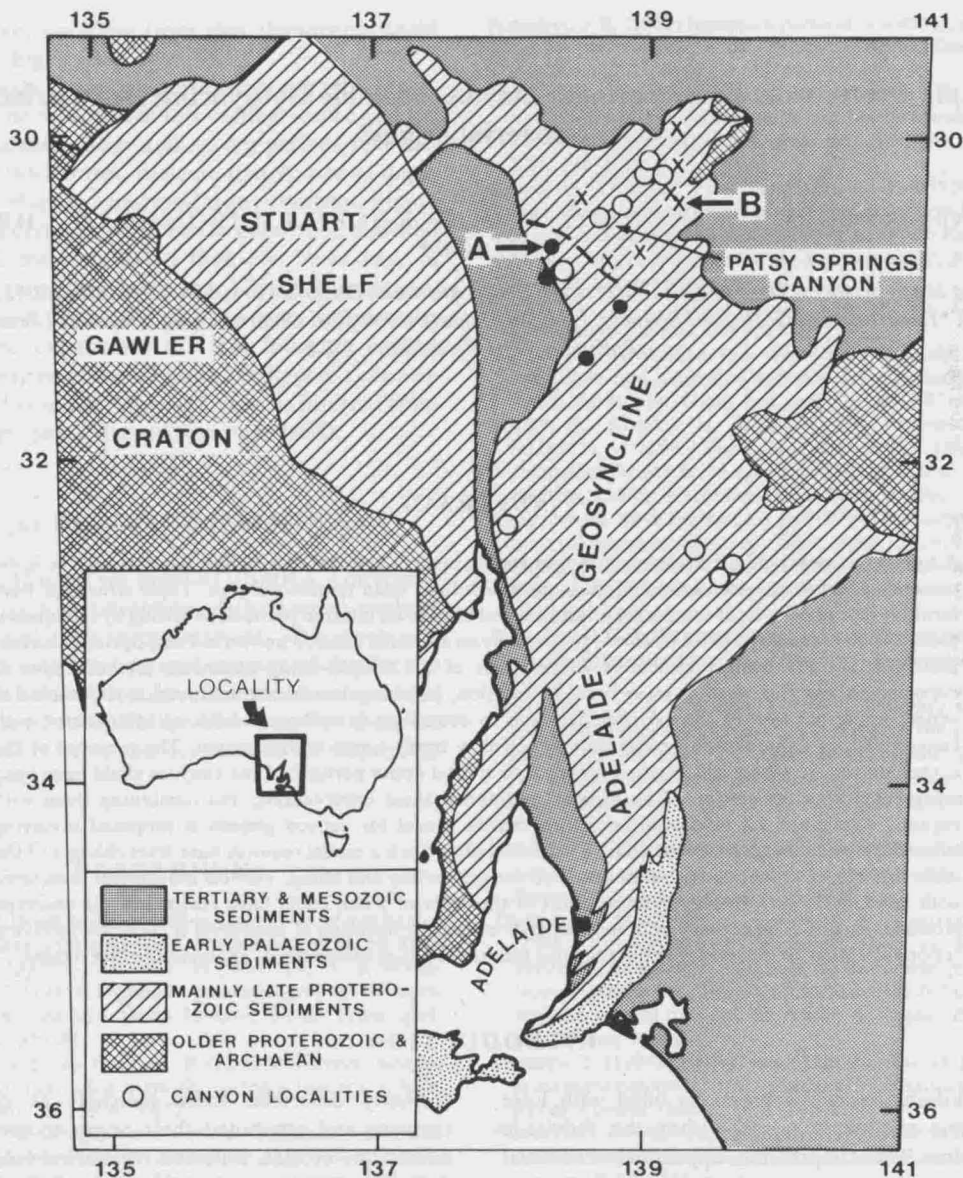 135 137 139 141
30 30
B
A
STUART
PATSY SPRINGS
CANYON
SHELF
GAWLER
CRATON
32 32
GEOSYNCLINE
ADELAIDE
LOCALITY
34 34
TERTIARY & MESOZOIC
SEDIMENTS
EARLY PALAEOZOIC
SEDIMENTS
MAINLY LATE PROTERO-
ZOIC SEDIMENTS
OLDER PROTEROZOIC &
ARCHAEAN
CANYON LOCALITIES
ADELAIDE
36 36
135 137 139 141